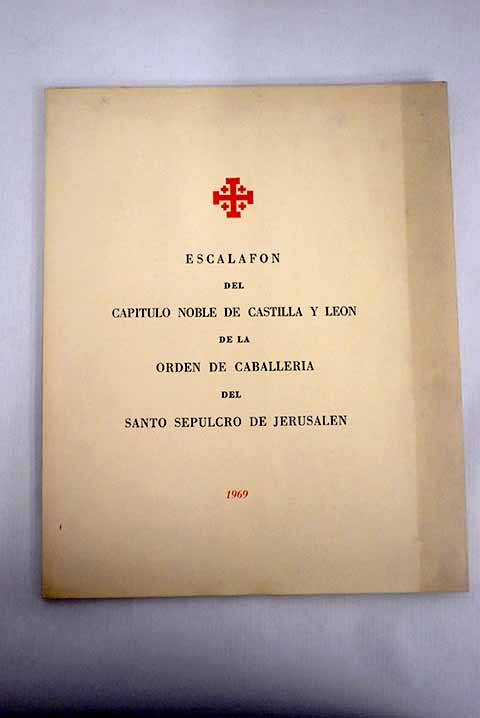 ESCALAFON
DEL
CAPITULO NOBLE DE CASTILLA Y LEON
DE LA
ORDEN DE CABALLERIA
DEL
SANTO SEPULCRO DE JERUSALEN
1969